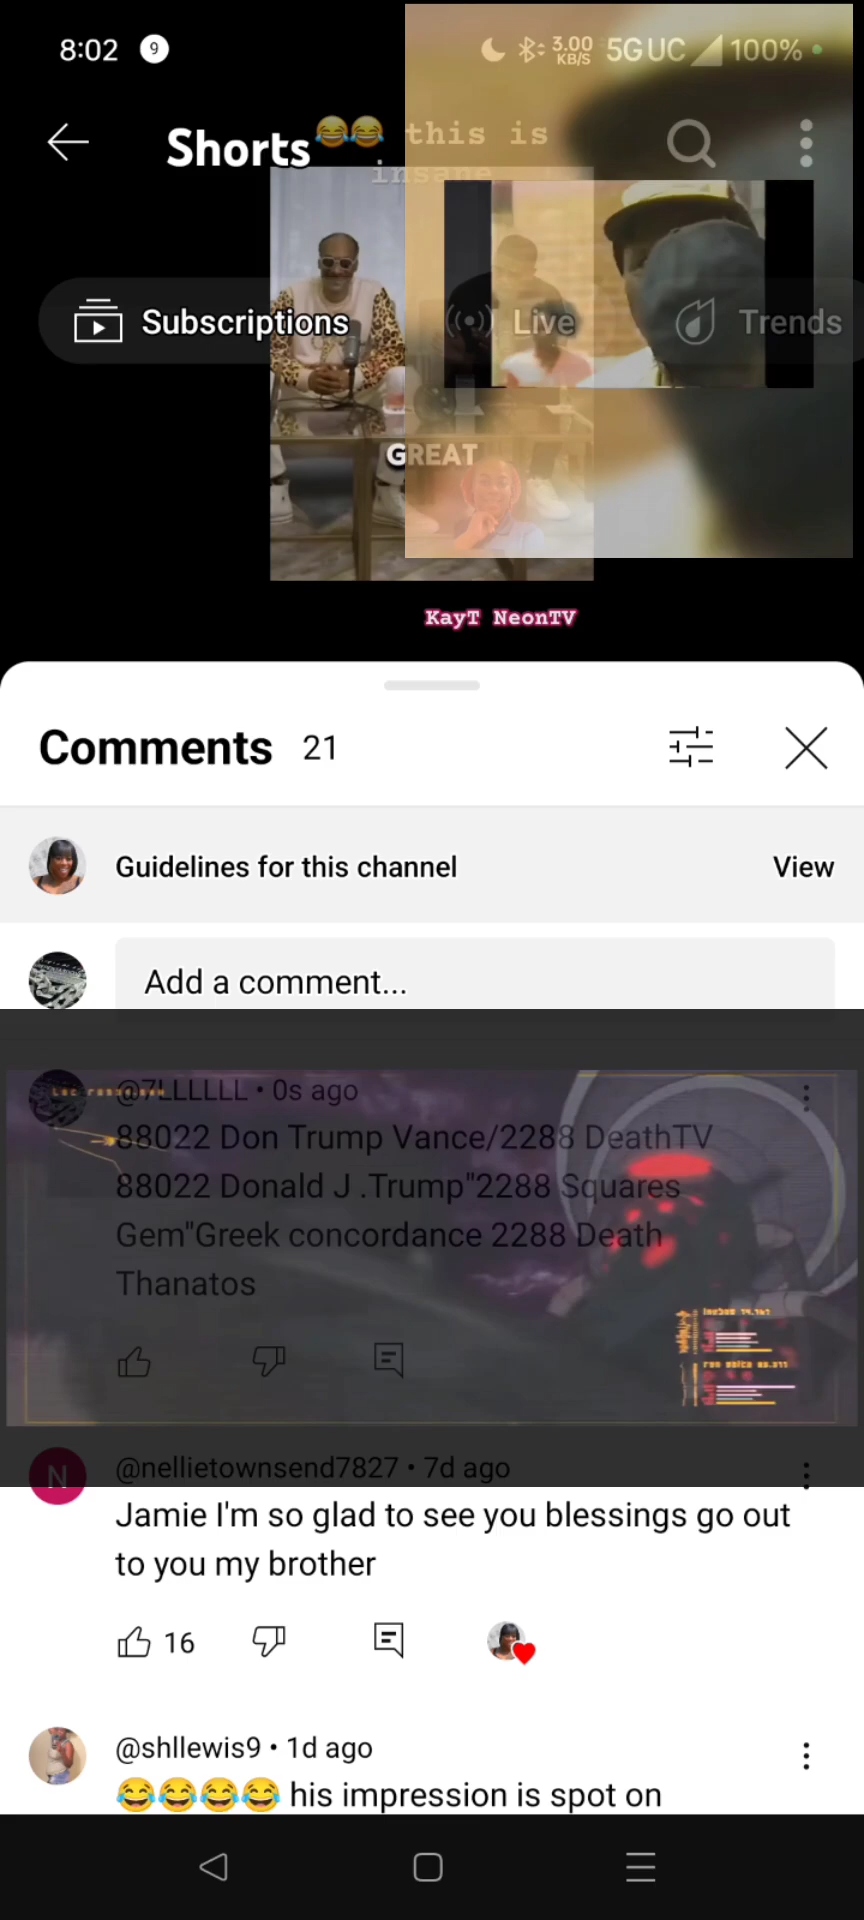 8:02 9 3.00 KB/S 5G UC 100%
Shorts😂😂 this is
insane
Subscriptions Live Trends
GREAT
KayT NeonTV
Comments 21
Guidelines for this channel View
Add a comment...
@7LLLLLL • 0s ago
88022 Don Trump Vance/2288 DeathTV
88022 Donald J .Trump"2288 Squares
Gem"Greek concordance 2288 Death
Thanatos
N @nellietownsend7827 • 7d ago
Jamie I'm so glad to see you blessings go out
to you my brother
16
@shllewis9 • 1d ago
😂😂😂😂 his impression is spot on